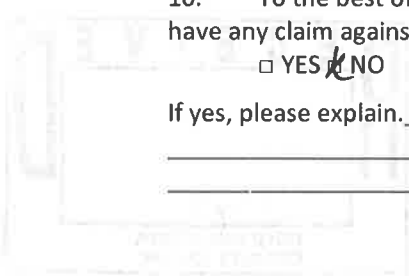 10. To the best of
have any claim agains
□ YES ☒ NO
If yes, please explain.